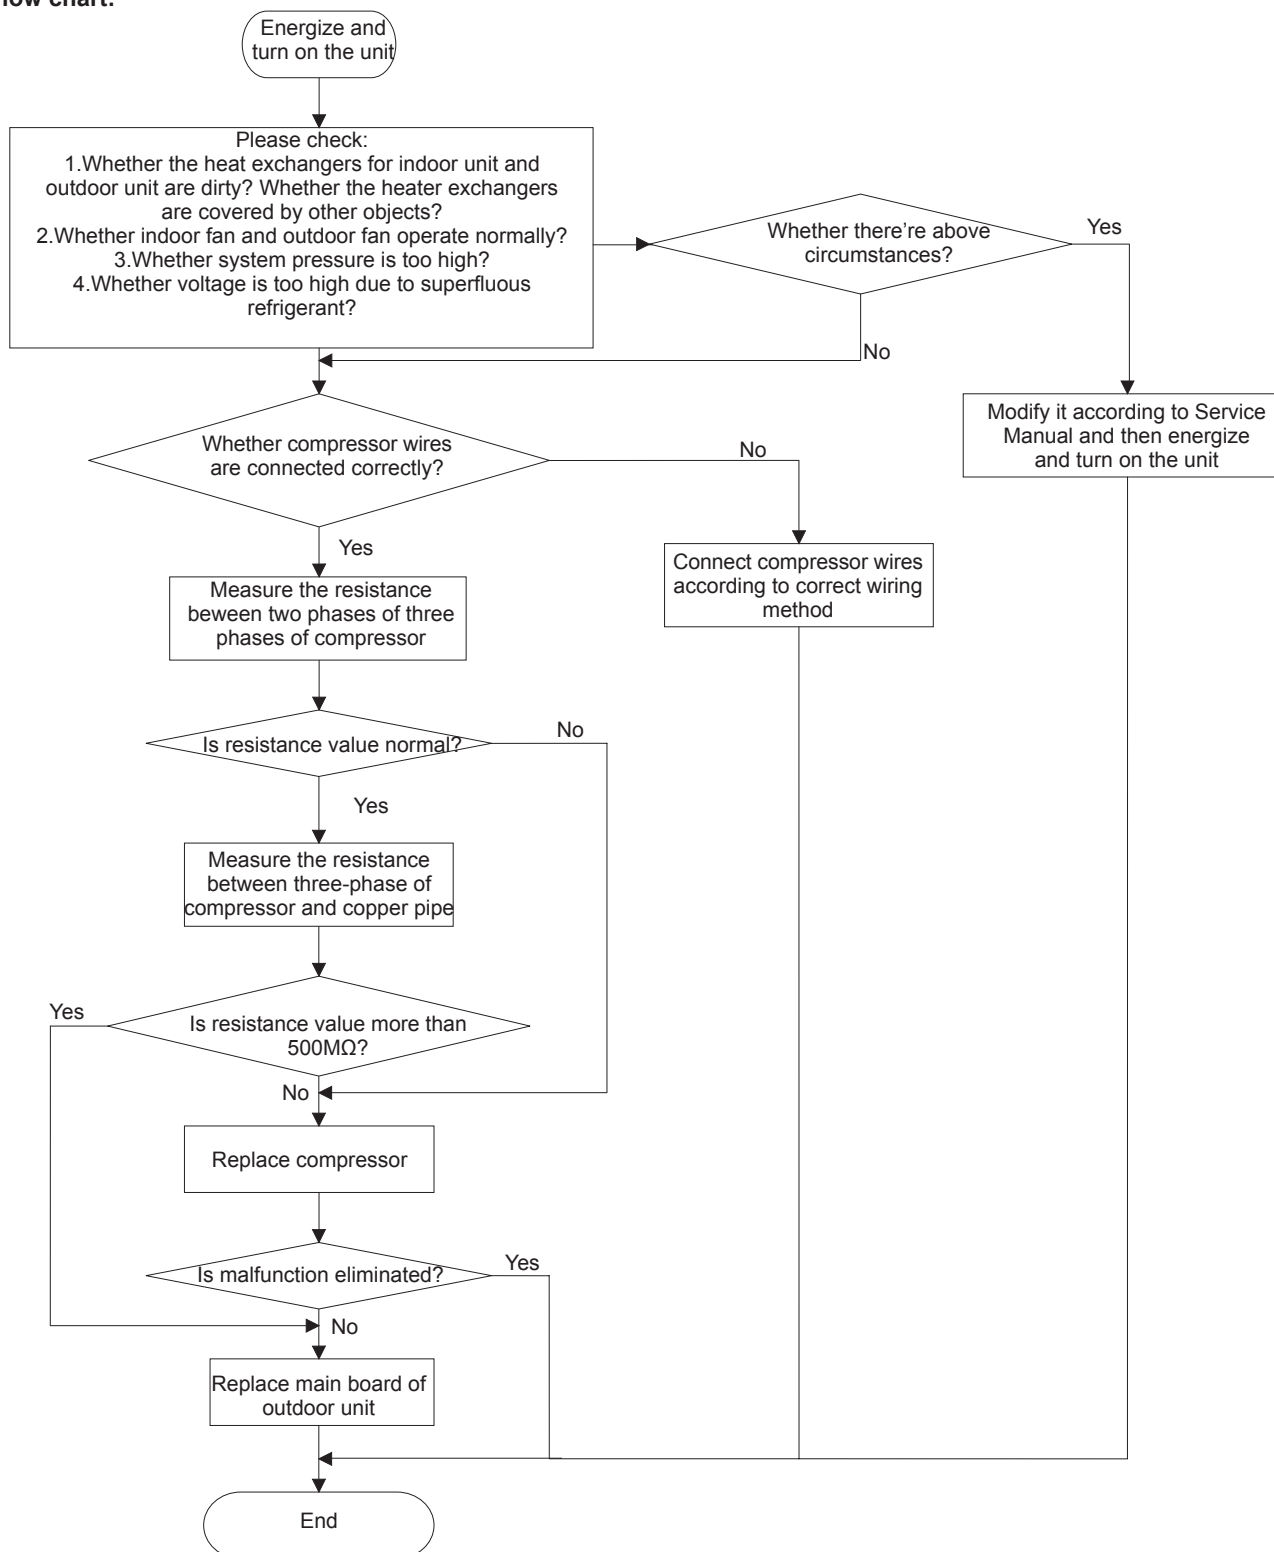 low chart:
Energize and
turn on the unit
Please check:
1.Whether the heat exchangers for indoor unit and
outdoor unit are dirty? Whether the heater exchangers
are covered by other objects?
2.Whether indoor fan and outdoor fan operate normally?
3.Whether system pressure is too high?
4.Whether voltage is too high due to superfluous
refrigerant?
Whether there're above
circumstances?
Yes
No
Modify it according to Service
Manual and then energize
and turn on the unit
Whether compressor wires
are connected correctly?
No
Yes
Connect compressor wires
according to correct wiring
method
Measure the resistance
beween two phases of three
phases of compressor
Is resistance value normal?
No
Yes
Measure the resistance
between three-phase of
compressor and copper pipe
Yes
Is resistance value more than
500MΩ?
No
Replace compressor
Is malfunction eliminated?
Yes
No
Replace main board of
outdoor unit
End